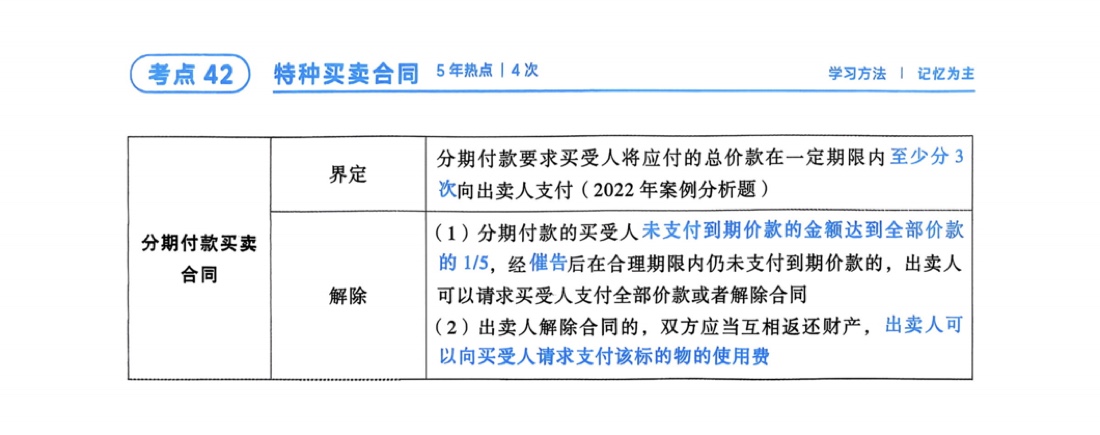 考点 42 特种买卖合同 5 年热点 | 4 次 学习方法 | 记忆为主
分期付款买卖
合同
界定
分期付款要求买受人将应付的总价款在一定期限内至少分 3
次向出卖人支付（2022 年案例分析题）
解除
（1）分期付款的买受人未支付到期价款的金额达到全部价款
的 1/5，经催告后在合理期限内仍未支付到期价款的，出卖人
可以请求买受人支付全部价款或者解除合同
（2）出卖人解除合同的，双方应当互相返还财产，出卖人可
以向买受人请求支付该标的物的使用费